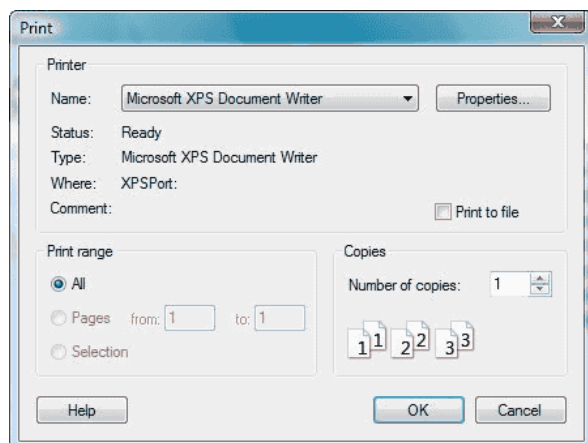 Print
Printer
Name: Microsoft XPS Document Writer Properties...
Status: Ready
Type: Microsoft XPS Document Writer
Where: XPSPort:
Comment: Print to file
Print range
All
Pages from: 1 to: 1
Selection
Copies
Number of copies: 1
1 1 2 2 3 3
Help OK Cancel